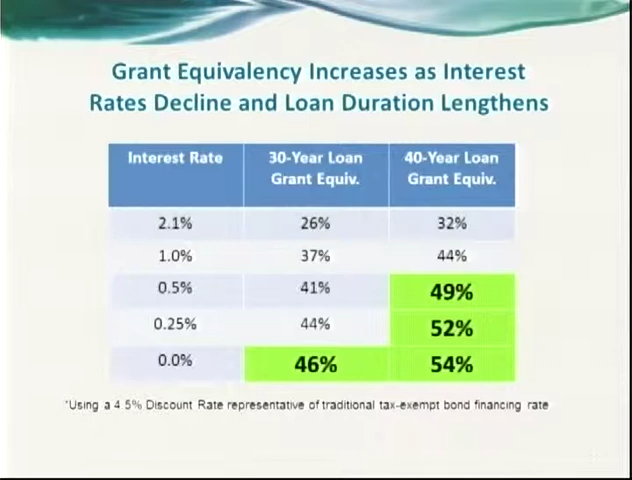 Grant Equivalency Increases as Interest
Rates Decline and Loan Duration Lengthens
Interest Rate 30-Year Loan Grant Equiv. 40-Year Loan Grant Equiv.
2.1% 26% 32%
1.0% 37% 44%
0.5% 41% 49%
0.25% 44% 52%
0.0% 46% 54%
*Using a 4.5% Discount Rate representative of traditional tax-exempt bond financing rate